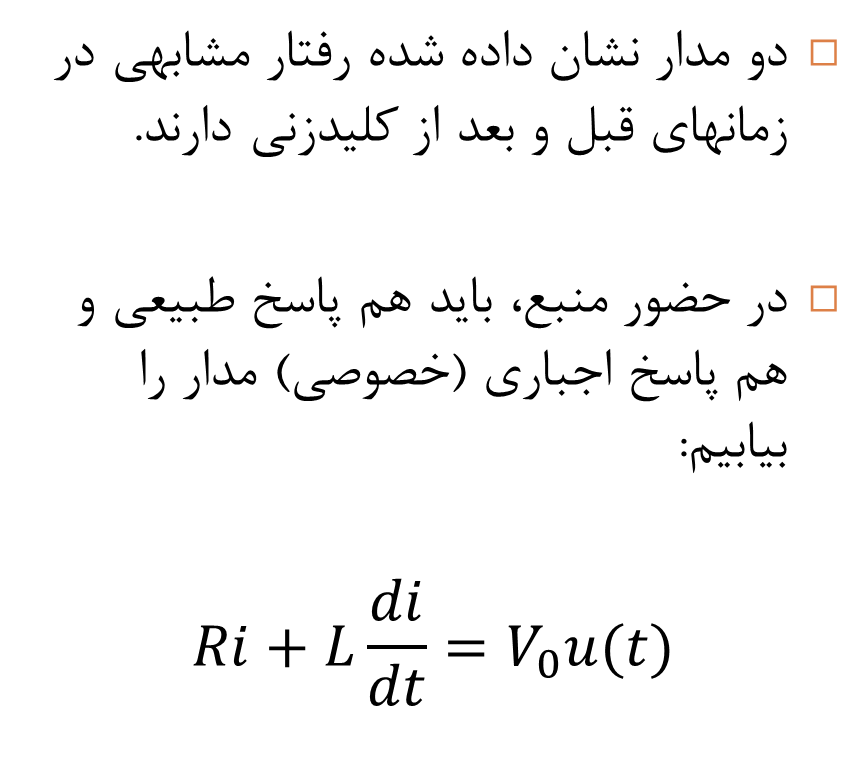 دو مدار نشان داده شده رفتار مشابهی در
زمانهای قبل و بعد از کلیدزنی دارند.
در حضور منبع، باید هم پاسخ طبیعی و
هم پاسخ اجباری (خصوصی) مدار را
بیابیم:
Ri + L di/dt = V₀u(t)